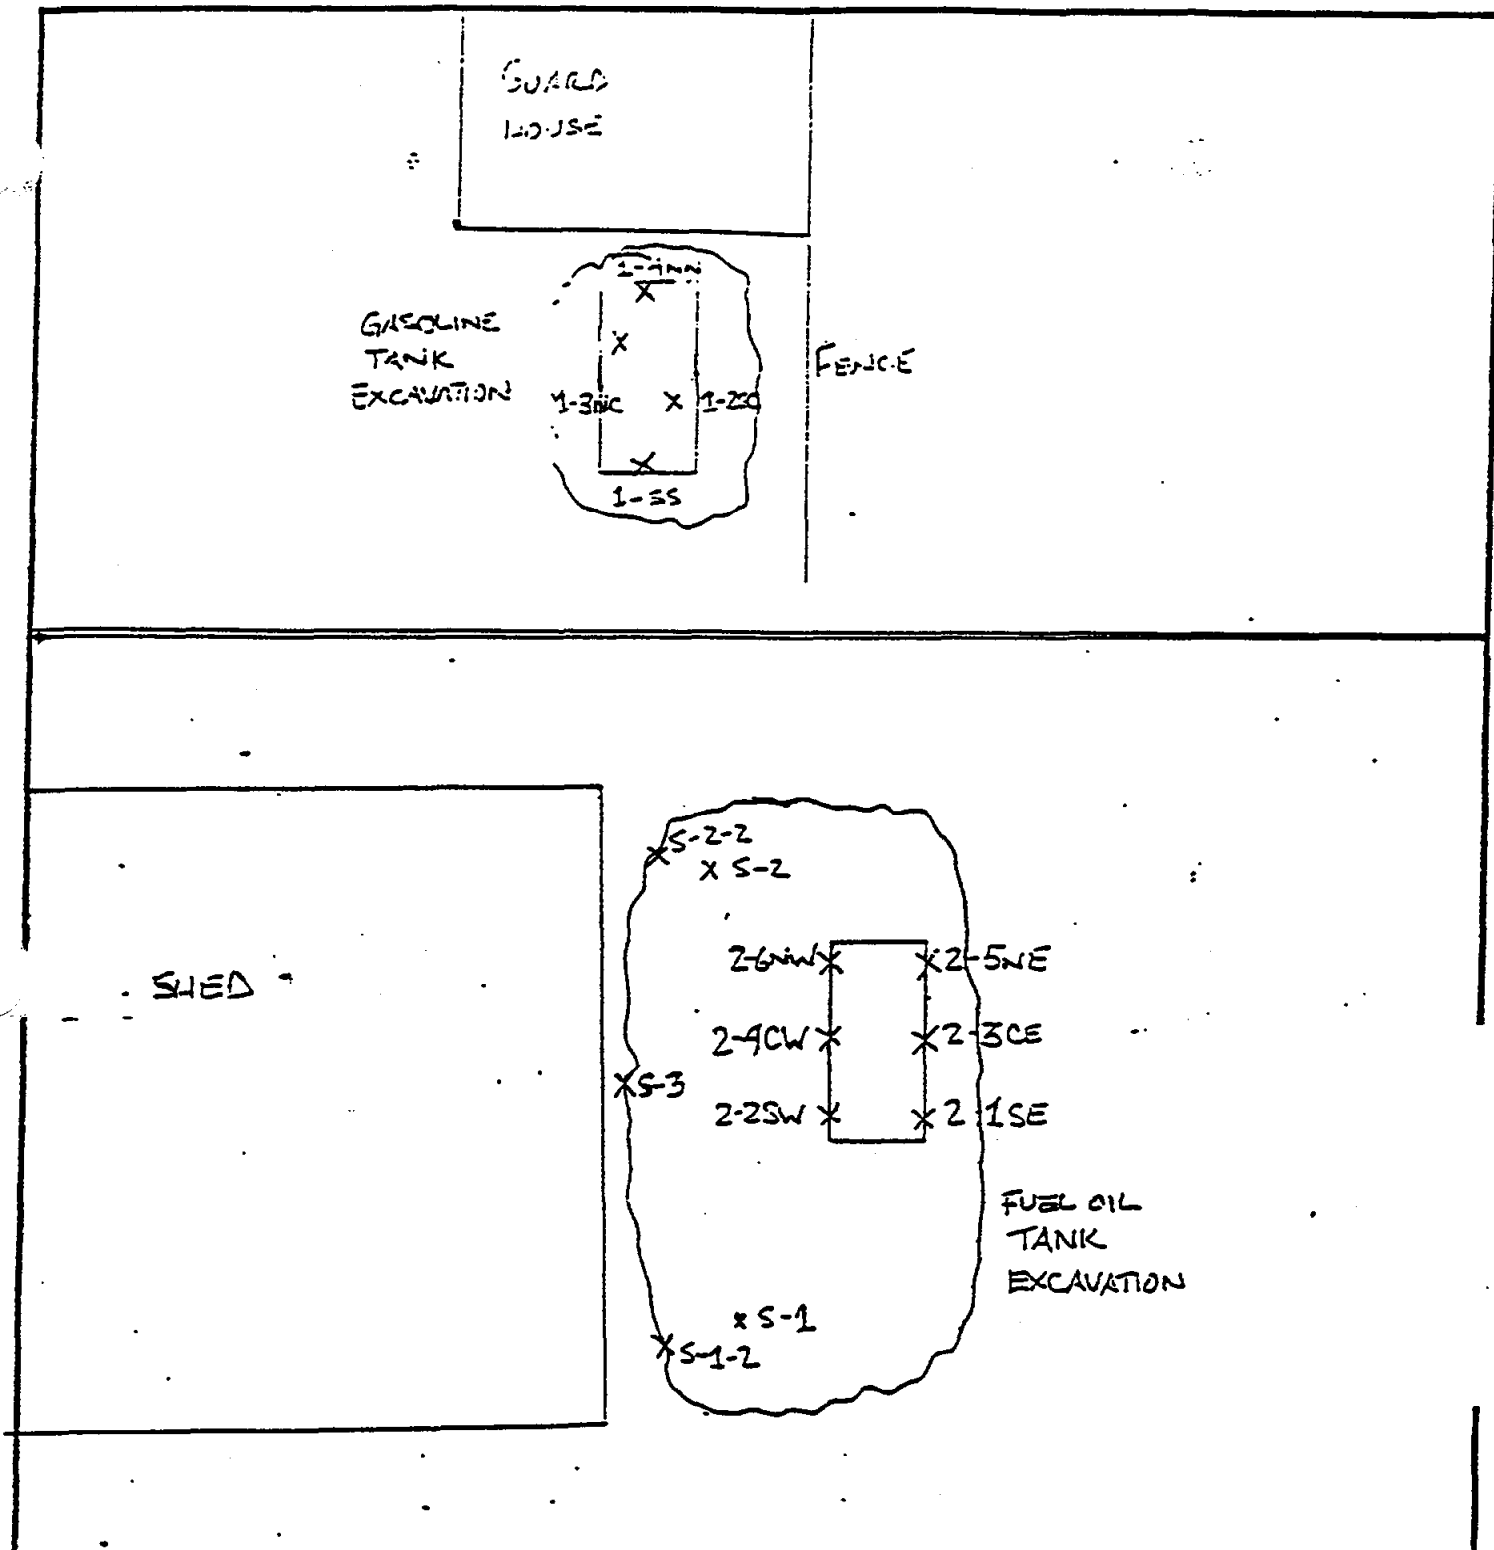 GUARD
HOUSE
GASOLINE
TANK
EXCAVATION
FENCE
1-SS
S-2-2
S-2
2-6NW
2-5NE
SHED
2-4CW
2-3CE
S-3
2-2SW
2-1SE
FUEL OIL
TANK
EXCAVATION
S-1
S-1-2